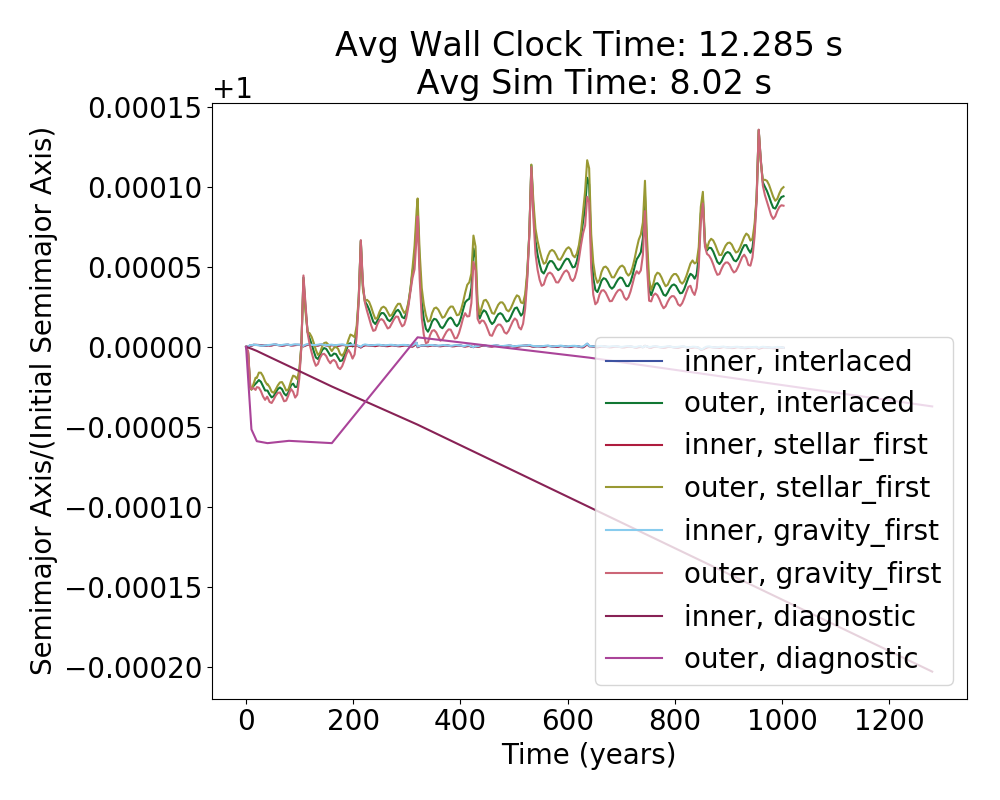 Avg Wall Clock Time: 12.285 s
Avg Sim Time: 8.02 s
+1
0.00015
0.00010
0.00005
0.00000
−0.00005
−0.00010
−0.00015
−0.00020
Semimajor Axis/(Initial Semimajor Axis)
inner, interlaced
outer, interlaced
inner, stellar_first
outer, stellar_first
inner, gravity_first
outer, gravity_first
inner, diagnostic
outer, diagnostic
0 200 400 600 800 1000 1200
Time (years)